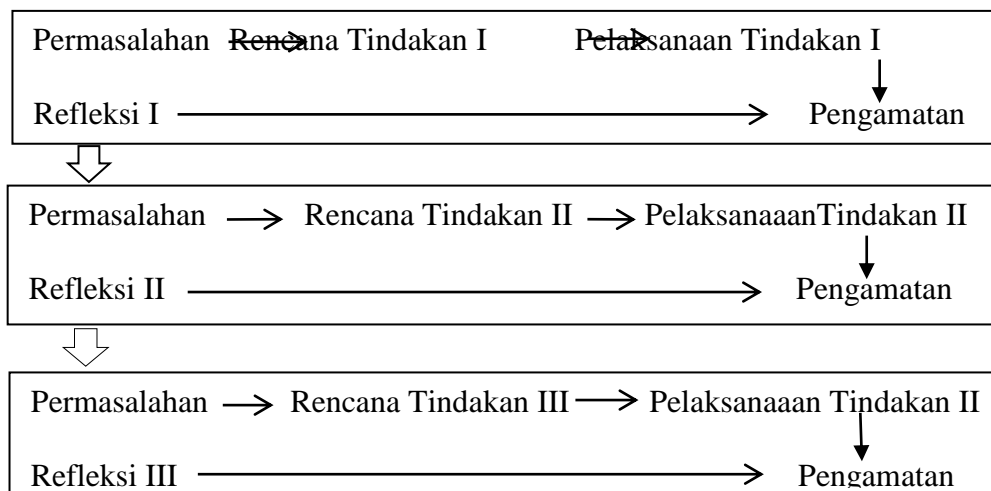 Permasalahan Rencana Tindakan I Pelaksanaan Tindakan I
Refleksi I Pengamatan
Permasalahan Rencana Tindakan II PelaksanaaanTindakan II
Refleksi II Pengamatan
Permasalahan Rencana Tindakan III Pelaksanaaan Tindakan II
Refleksi III Pengamatan